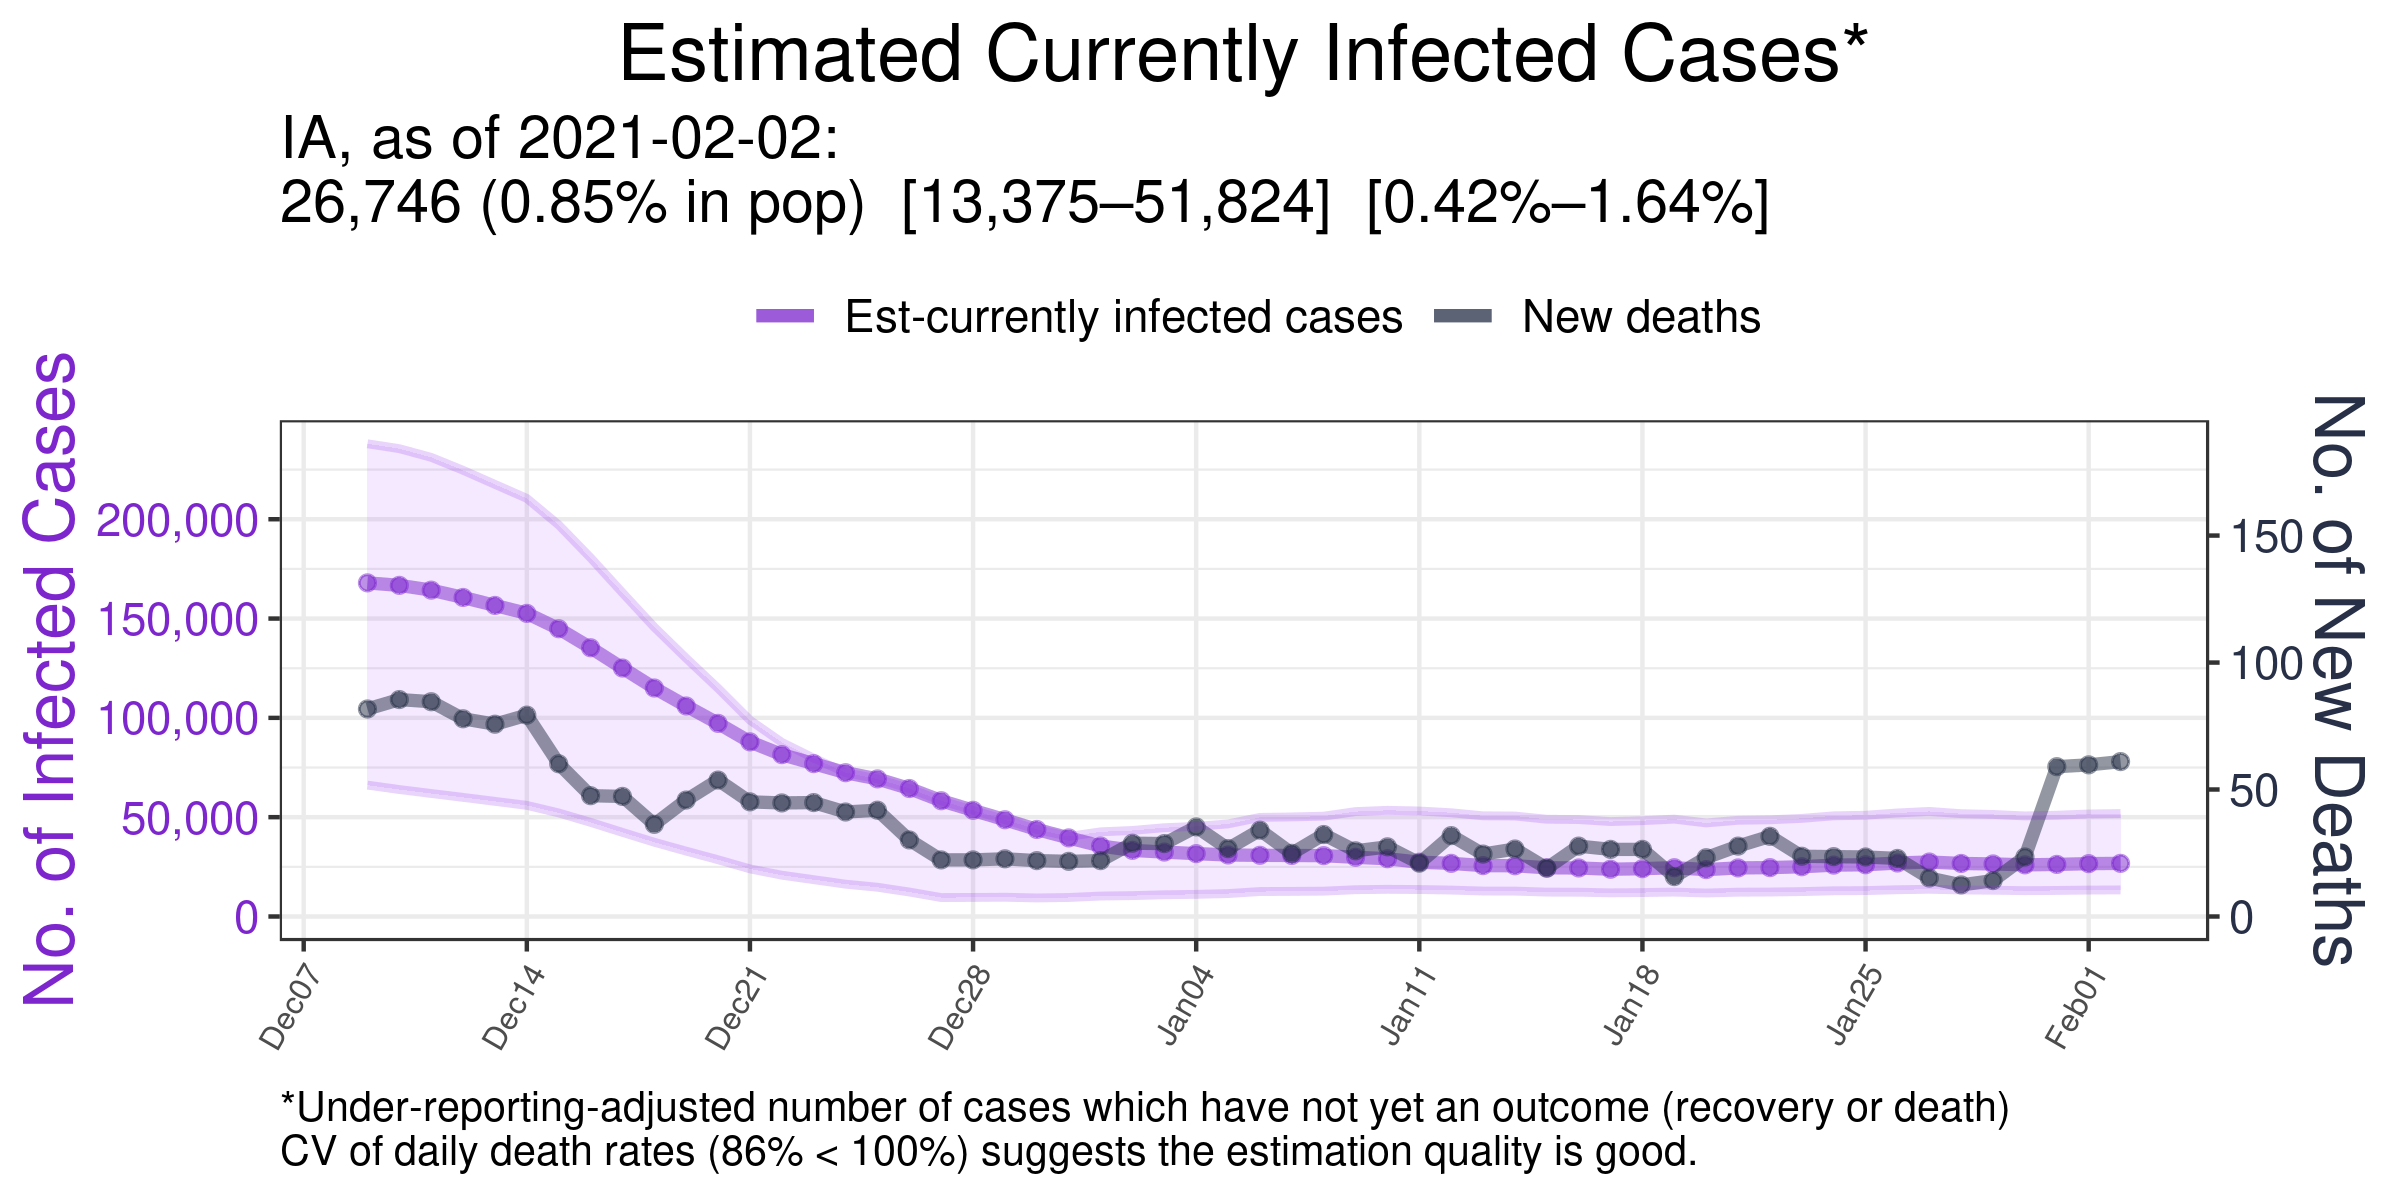 Estimated Currently Infected Cases*
IA, as of 2021-02-02:
26,746 (0.85% in pop)  [13,375–51,824]  [0.42%–1.64%]
Est-currently infected cases
New deaths
No. of Infected Cases
200,000
150,000
100,000
50,000
0
150
100
50
0
No. of New Deaths
Dec07
Dec14
Dec21
Dec28
Jan04
Jan11
Jan18
Jan25
Feb01
*Under-reporting-adjusted number of cases which have not yet an outcome (recovery or death)
CV of daily death rates (86% < 100%) suggests the estimation quality is good.